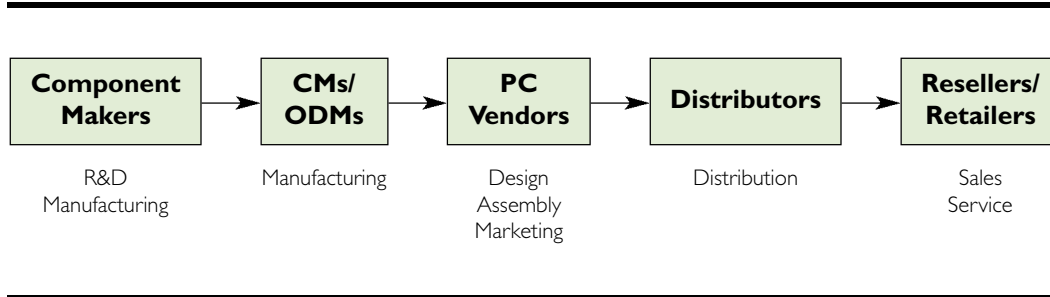 Component
Makers
CMs/
ODMs
PC
Vendors
Distributors
Resellers/
Retailers
R&D
Manufacturing
Manufacturing
Design
Assembly
Marketing
Distribution
Sales
Service